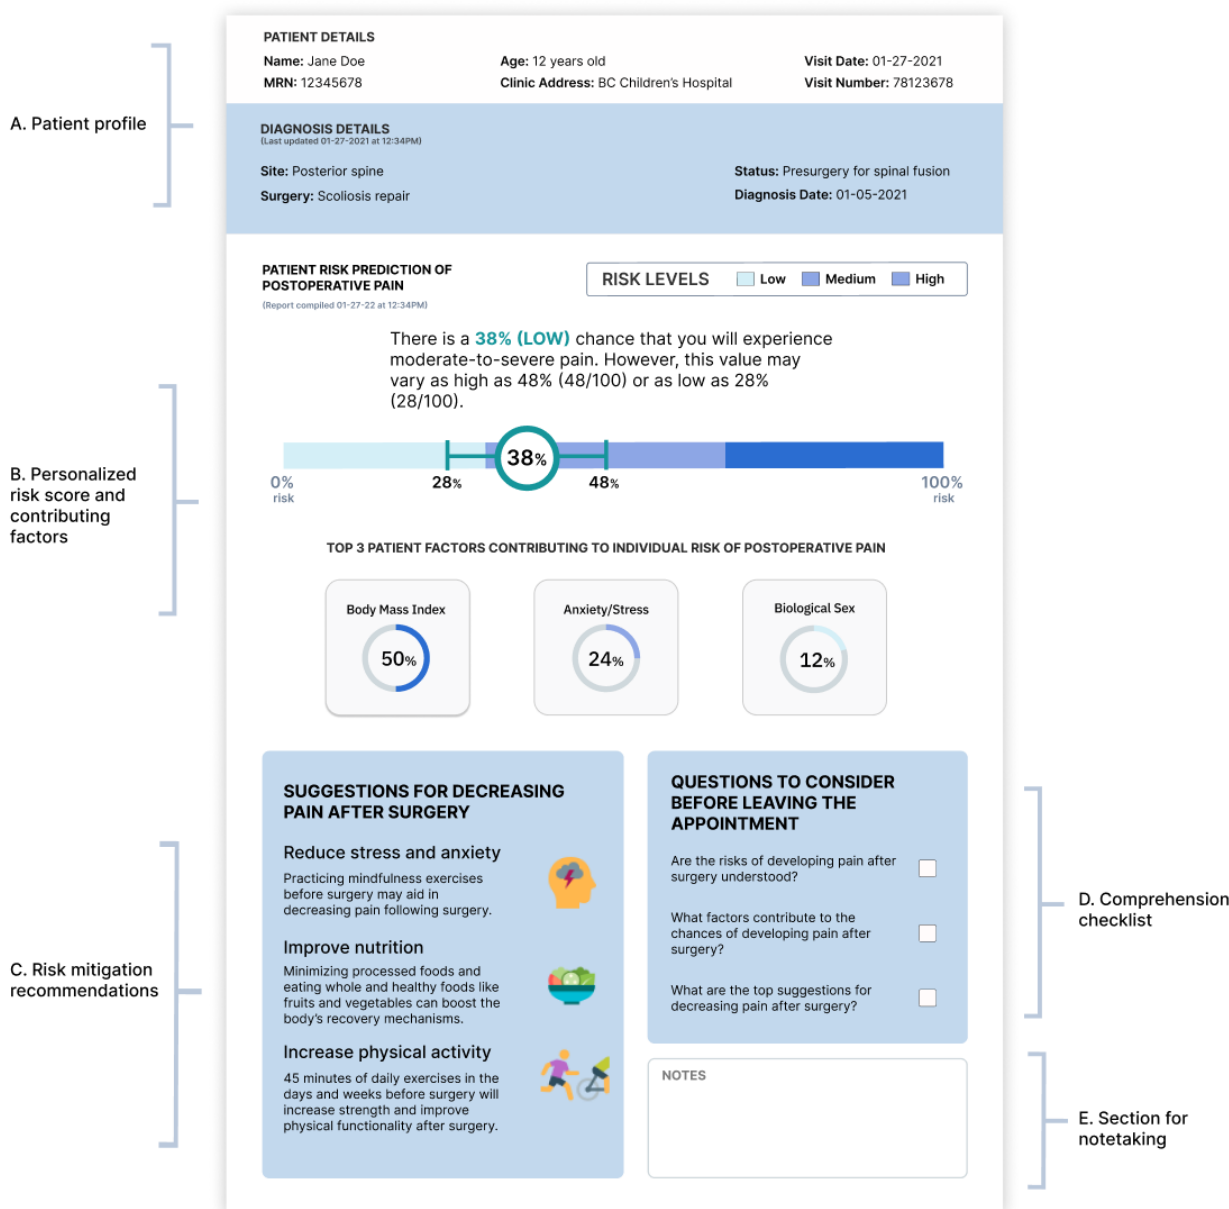 PATIENT DETAILS
Name: Jane Doe
Age: 12 years old
Visit Date: 01-27-2021
MRN: 12345678
Clinic Address: BC Children's Hospital
Visit Number: 78123678
A. Patient profile
DIAGNOSIS DETAILS
(Last updated 01-27-2021 at 12:34PM)
Site: Posterior spine
Status: Presurgery for spinal fusion
Surgery: Scoliosis repair
Diagnosis Date: 01-05-2021
PATIENT RISK PREDICTION OF
POSTOPERATIVE PAIN
(Report compiled 01-27-22 at 12:34PM)
RISK LEVELS Low Medium High
There is a 38% (LOW) chance that you will experience
moderate-to-severe pain. However, this value may
vary as high as 48% (48/100) or as low as 28%
(28/100).
B. Personalized
risk score and
contributing
factors
38%
0%
risk
28%
48%
100%
risk
TOP 3 PATIENT FACTORS CONTRIBUTING TO INDIVIDUAL RISK OF POSTOPERATIVE PAIN
Body Mass Index
50%
Anxiety/Stress
24%
Biological Sex
12%
C. Risk mitigation
recommendations
SUGGESTIONS FOR DECREASING
PAIN AFTER SURGERY
Reduce stress and anxiety
Practicing mindfulness exercises
before surgery may aid in
decreasing pain following surgery.
Improve nutrition
Minimizing processed foods and
eating whole and healthy foods like
fruits and vegetables can boost the
body's recovery mechanisms.
Increase physical activity
45 minutes of daily exercises in the
days and weeks before surgery will
increase strength and improve
physical functionality after surgery.
QUESTIONS TO CONSIDER
BEFORE LEAVING THE
APPOINTMENT
Are the risks of developing pain after
surgery understood?
What factors contribute to the
chances of developing pain after
surgery?
What are the top suggestions for
decreasing pain after surgery?
D. Comprehension
checklist
NOTES
E. Section for
notetaking